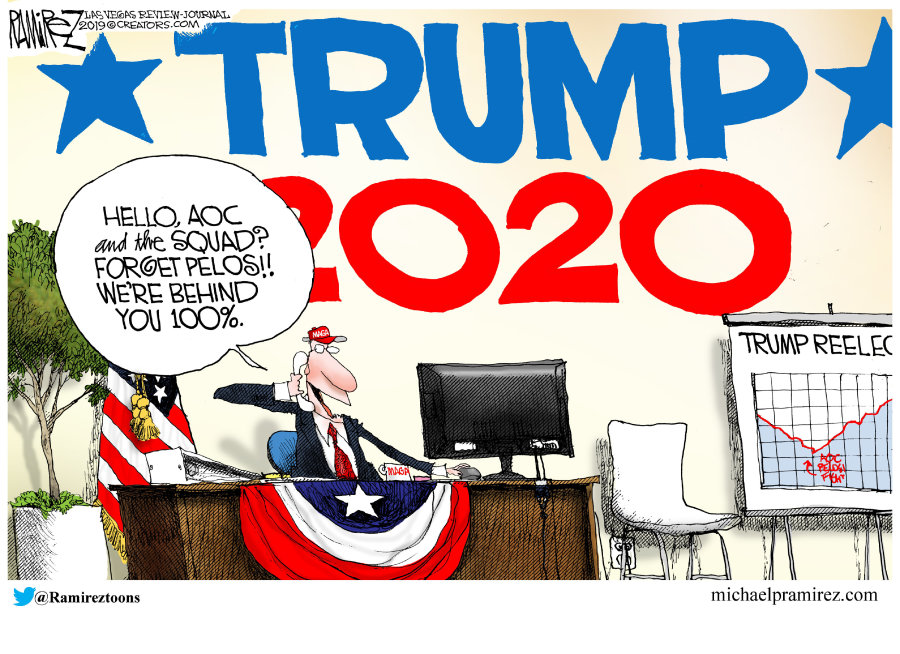 RAMIREZ
LAS VEGAS REVIEW-JOURNAL
2019 © CREATORS.COM
TRUMP
2020
HELLO, AOC
and the SQUAD?
FORGET PELOSI!
WE'RE BEHIND
YOU 100%.
MAGA
MAGA
TRUMP REELEC
AOC
PELOSI
@Ramireztoons
michaelpramirez.com